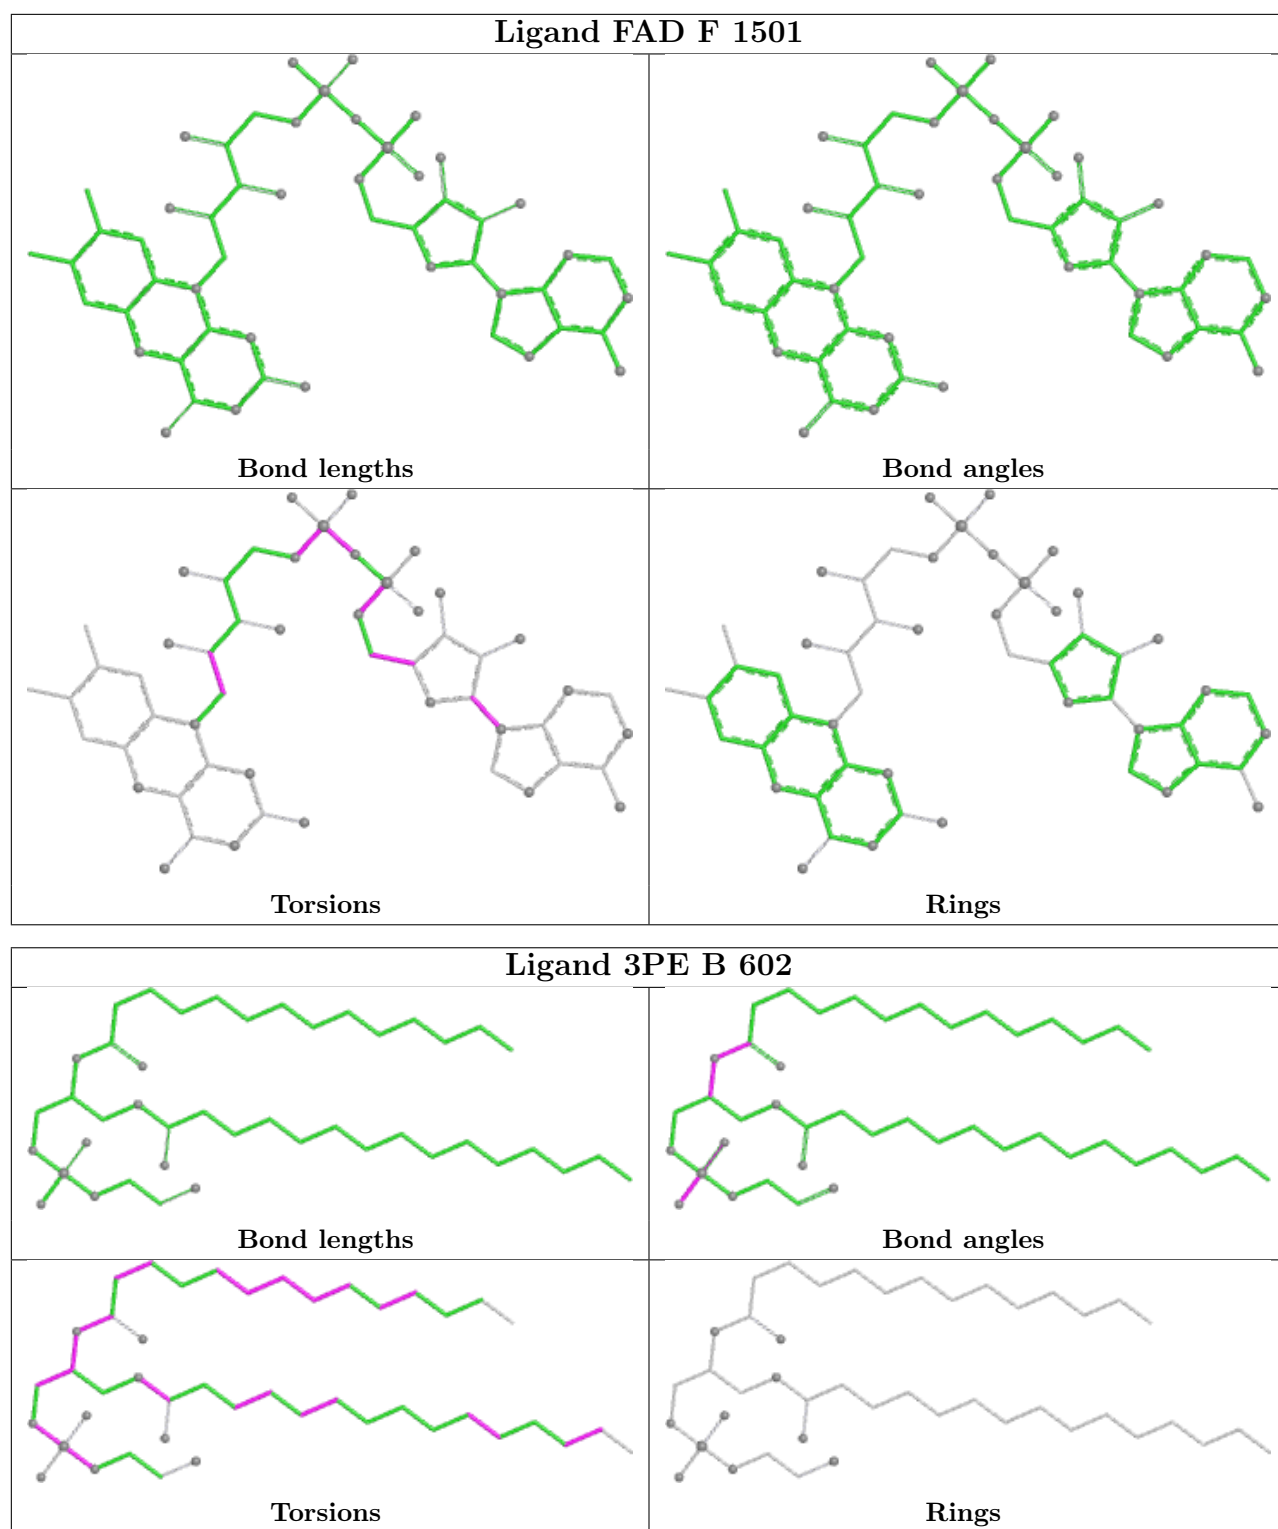 Ligand FAD F 1501
Bond lengths
Bond angles
Torsions
Rings
Ligand 3PE B 602
Bond lengths
Bond angles
Torsions
Rings